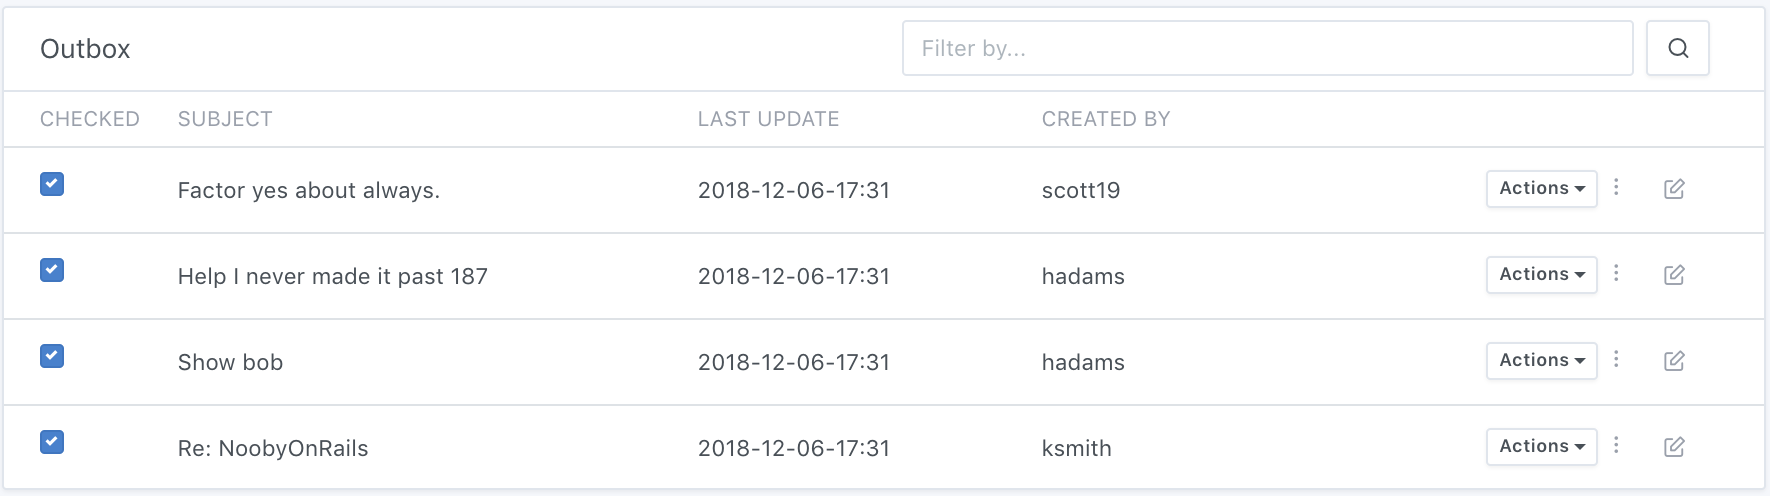 Outbox Filter by...
CHECKED SUBJECT LAST UPDATE CREATED BY
Factor yes about always. 2018-12-06-17:31 scott19 Actions
Help I never made it past 187 2018-12-06-17:31 hadams Actions
Show bob 2018-12-06-17:31 hadams Actions
Re: NoobyOnRails 2018-12-06-17:31 ksmith Actions